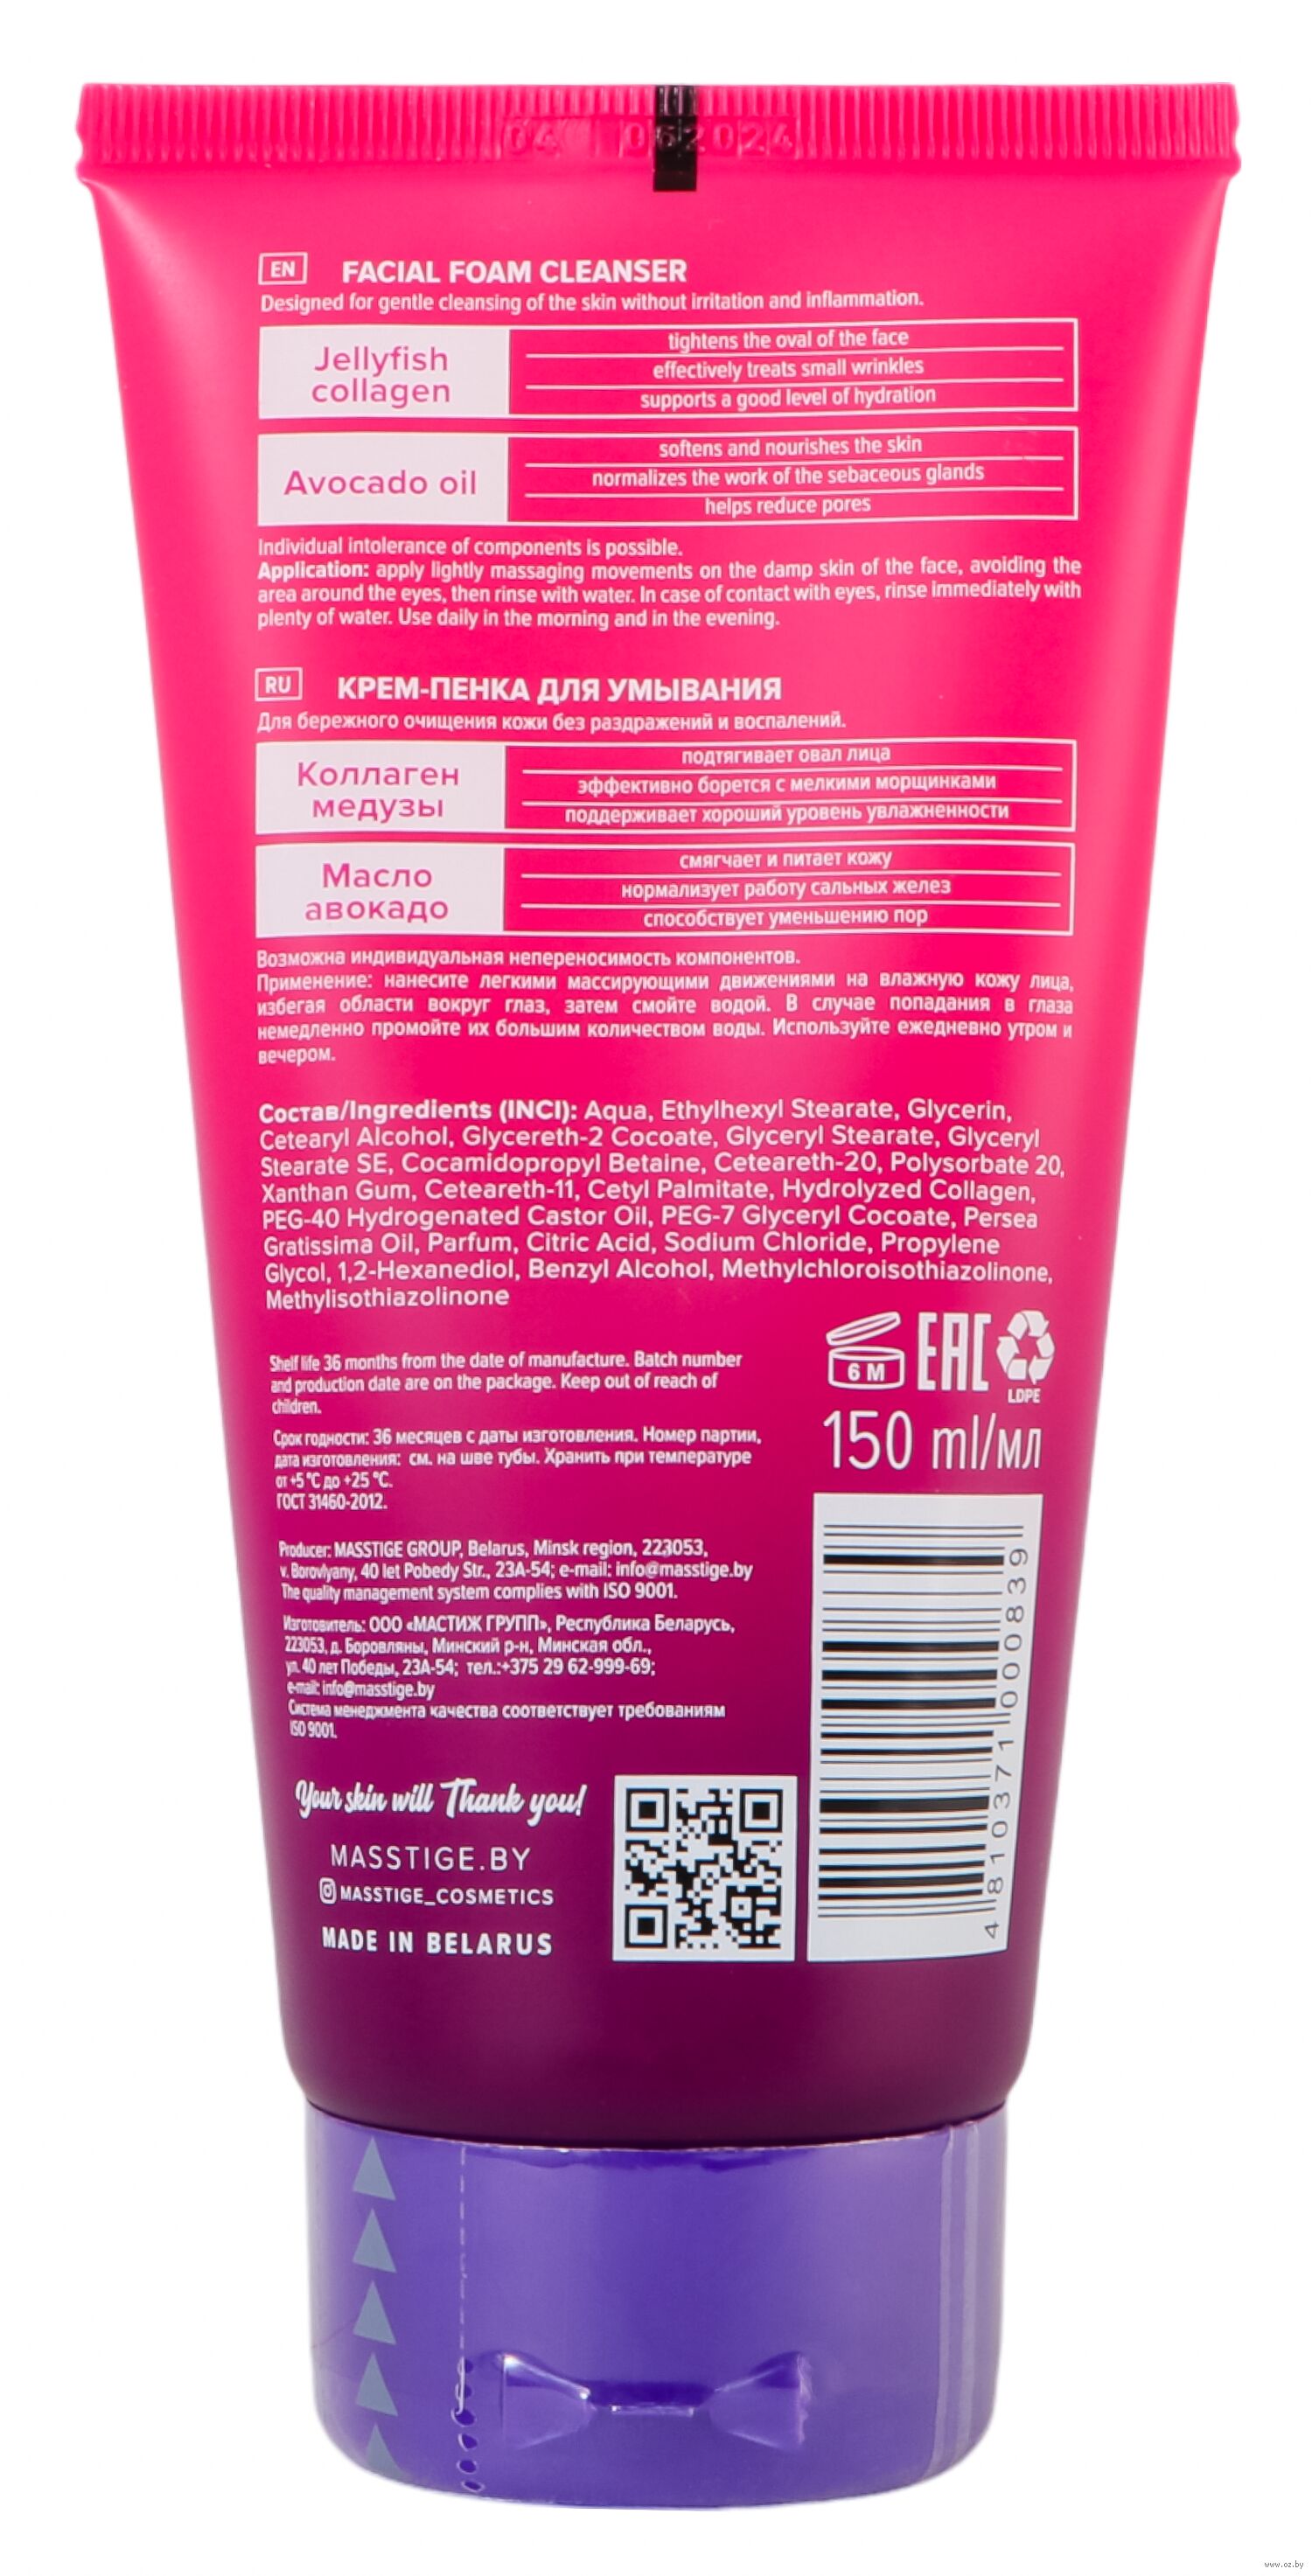 04 062024
EN FACIAL FOAM CLEANSER
Designed for gentle cleansing of the skin without irritation and inflammation.
Jellyfish
collagen
tightens the oval of the face
effectively treats small wrinkles
supports a good level of hydration
Avocado oil
softens and nourishes the skin
normalizes the work of the sebaceous glands
helps reduce pores
Individual intolerance of components is possible.
Application: apply lightly massaging movements on the damp skin of the face, avoiding the
area around the eyes, then rinse with water. In case of contact with eyes, rinse immediately with
plenty of water. Use daily in the morning and in the evening.
RU КРЕМ-ПЕНКА ДЛЯ УМЫВАНИЯ
Для бережного очищения кожи без раздражений и воспалений.
Коллаген
медузы
подтягивает овал лица
эффективно борется с мелкими морщинками
поддерживает хороший уровень увлажненности
Масло
авокадо
смягчает и питает кожу
нормализует работу сальных желез
способствует уменьшению пор
Возможна индивидуальная непереносимость компонентов.
Применение: нанесите легкими массирующими движениями на влажную кожу лица,
избегая области вокруг глаз, затем смойте водой. В случае попадания в глаза
немедленно промойте их большим количеством воды. Используйте ежедневно утром и
вечером.
Состав/Ingredients (INCI): Aqua, Ethylhexyl Stearate, Glycerin,
Cetearyl Alcohol, Glycereth-2 Cocoate, Glyceryl Stearate, Glyceryl
Stearate SE, Cocamidopropyl Betaine, Ceteareth-20, Polysorbate 20,
Xanthan Gum, Ceteareth-11, Cetyl Palmitate, Hydrolyzed Collagen,
PEG-40 Hydrogenated Castor Oil, PEG-7 Glyceryl Cocoate, Persea
Gratissima Oil, Parfum, Citric Acid, Sodium Chloride, Propylene
Glycol, 1,2-Hexanediol, Benzyl Alcohol, Methylchloroisothiazolinone,
Methylisothiazolinone
Shelf life 36 months from the date of manufacture. Batch number
and production date are on the package. Keep out of reach of
children.
Срок годности: 36 месяцев с даты изготовления. Номер партии,
дата изготовления: см. на шве тубы. Хранить при температуре
от +5 °C до +25 °C.
ГОСТ 31460-2012.
6 M EAC LDPE
150 ml/мл
Producer: MASSTIGE GROUP, Belarus, Minsk region, 223053,
v. Borovlyany, 40 let Pobedy Str., 23A-54; e-mail: info@masstige.by
The quality management system complies with ISO 9001.
Изготовитель: ООО «МАСТИЖ ГРУПП», Республика Беларусь,
223053, д. Боровляны, Минский р-н, Минская обл.,
ул. 40 лет Победы, 23А-54; тел.:+375 29 62-999-69;
e-mail: info@masstige.by
Система менеджмента качества соответствует требованиям
ISO 9001.
4 810371 000839
Your skin will Thank you!
MASSTIGE.BY
MASSTIGE_COSMETICS
MADE IN BELARUS
www.oz.by